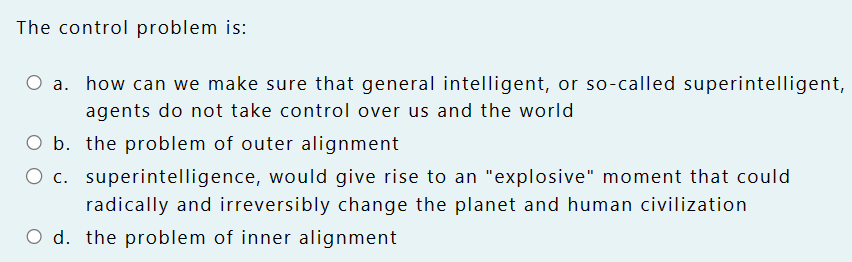 The control problem is:
a. how can we make sure that general intelligent, or so-called superintelligent,
agents do not take control over us and the world
b. the problem of outer alignment
c. superintelligence, would give rise to an "explosive" moment that could
radically and irreversibly change the planet and human civilization
d. the problem of inner alignment